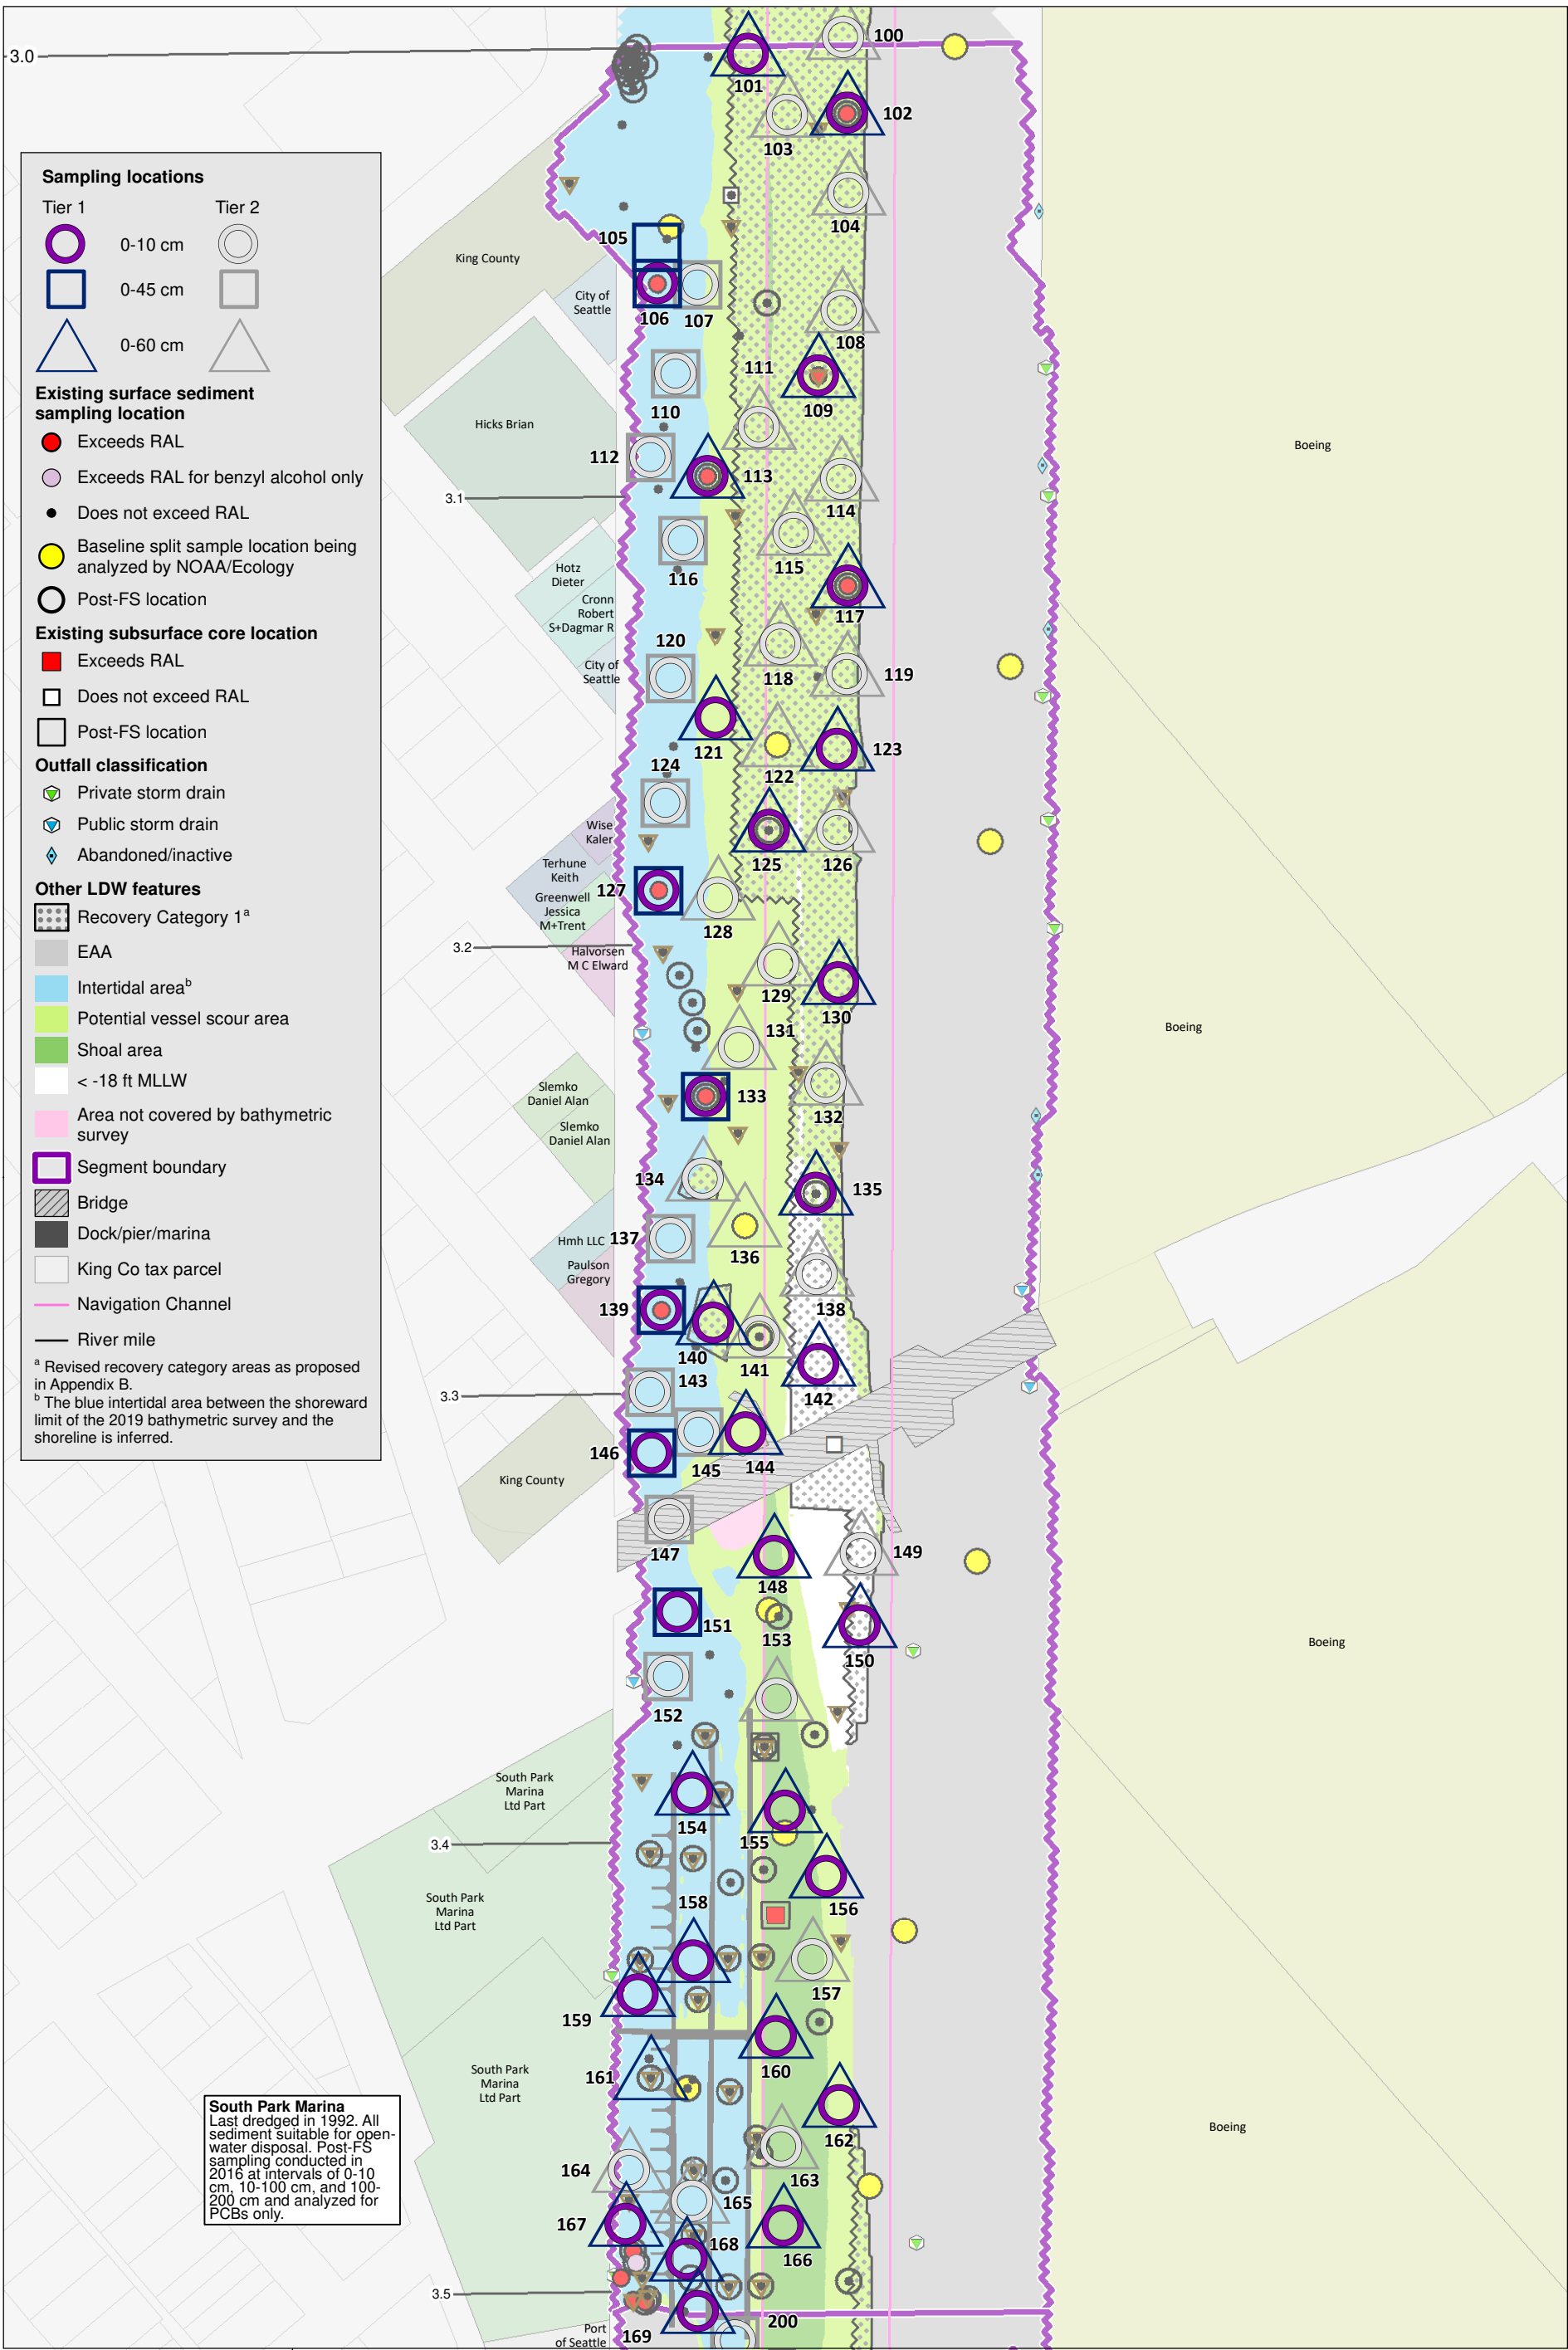 3.0
Sampling locations
Tier 1
Tier 2
0-10 cm
0-45 cm
0-60 cm
Existing surface sediment
sampling location
Exceeds RAL
Exceeds RAL for benzyl alcohol only
Does not exceed RAL
Baseline split sample location being
analyzed by NOAA/Ecology
Post-FS location
Existing subsurface core location
Exceeds RAL
Does not exceed RAL
Post-FS location
Outfall classification
Private storm drain
Public storm drain
Abandoned/inactive
Other LDW features
Recovery Category 1a
EAA
Intertidal areab
Potential vessel scour area
Shoal area
< -18 ft MLLW
Area not covered by bathymetric
survey
Segment boundary
Bridge
Dock/pier/marina
King Co tax parcel
Navigation Channel
River mile
a Revised recovery category areas as proposed
in Appendix B.
b The blue intertidal area between the shoreward
limit of the 2019 bathymetric survey and the
shoreline is inferred.
100
101
102
103
104
105
King County
City of
Seattle
106
107
108
111
109
110
Hicks Brian
Boeing
112
113
3.1
114
115
116
Hotz
Dieter
Cronn
Robert
S+Dagmar R
117
120
City of
Seattle
118
119
121
123
122
124
Wise
Kaler
125
126
Terhune
Keith
127
Greenwell
Jessica
M+Trent
128
3.2
Halvorsen
M C Elward
129
130
131
Boeing
Slemko
Daniel Alan
133
132
Slemko
Daniel Alan
134
135
Hmh LLC
137
136
Paulson
Gregory
139
138
140
141
143
142
3.3
146
145
144
King County
147
149
148
151
153
150
Boeing
152
South Park
Marina
Ltd Part
154
155
3.4
158
156
South Park
Marina
Ltd Part
157
159
160
161
South Park
Marina
Ltd Part
162
South Park Marina
Last dredged in 1992. All
sediment suitable for open-
water disposal. Post-FS
sampling conducted in
2016 at intervals of 0-10
cm, 10-100 cm, and 100-
200 cm and analyzed for
PCBs only.
Boeing
163
164
165
167
168
166
3.5
200
Port
of Seattle
169